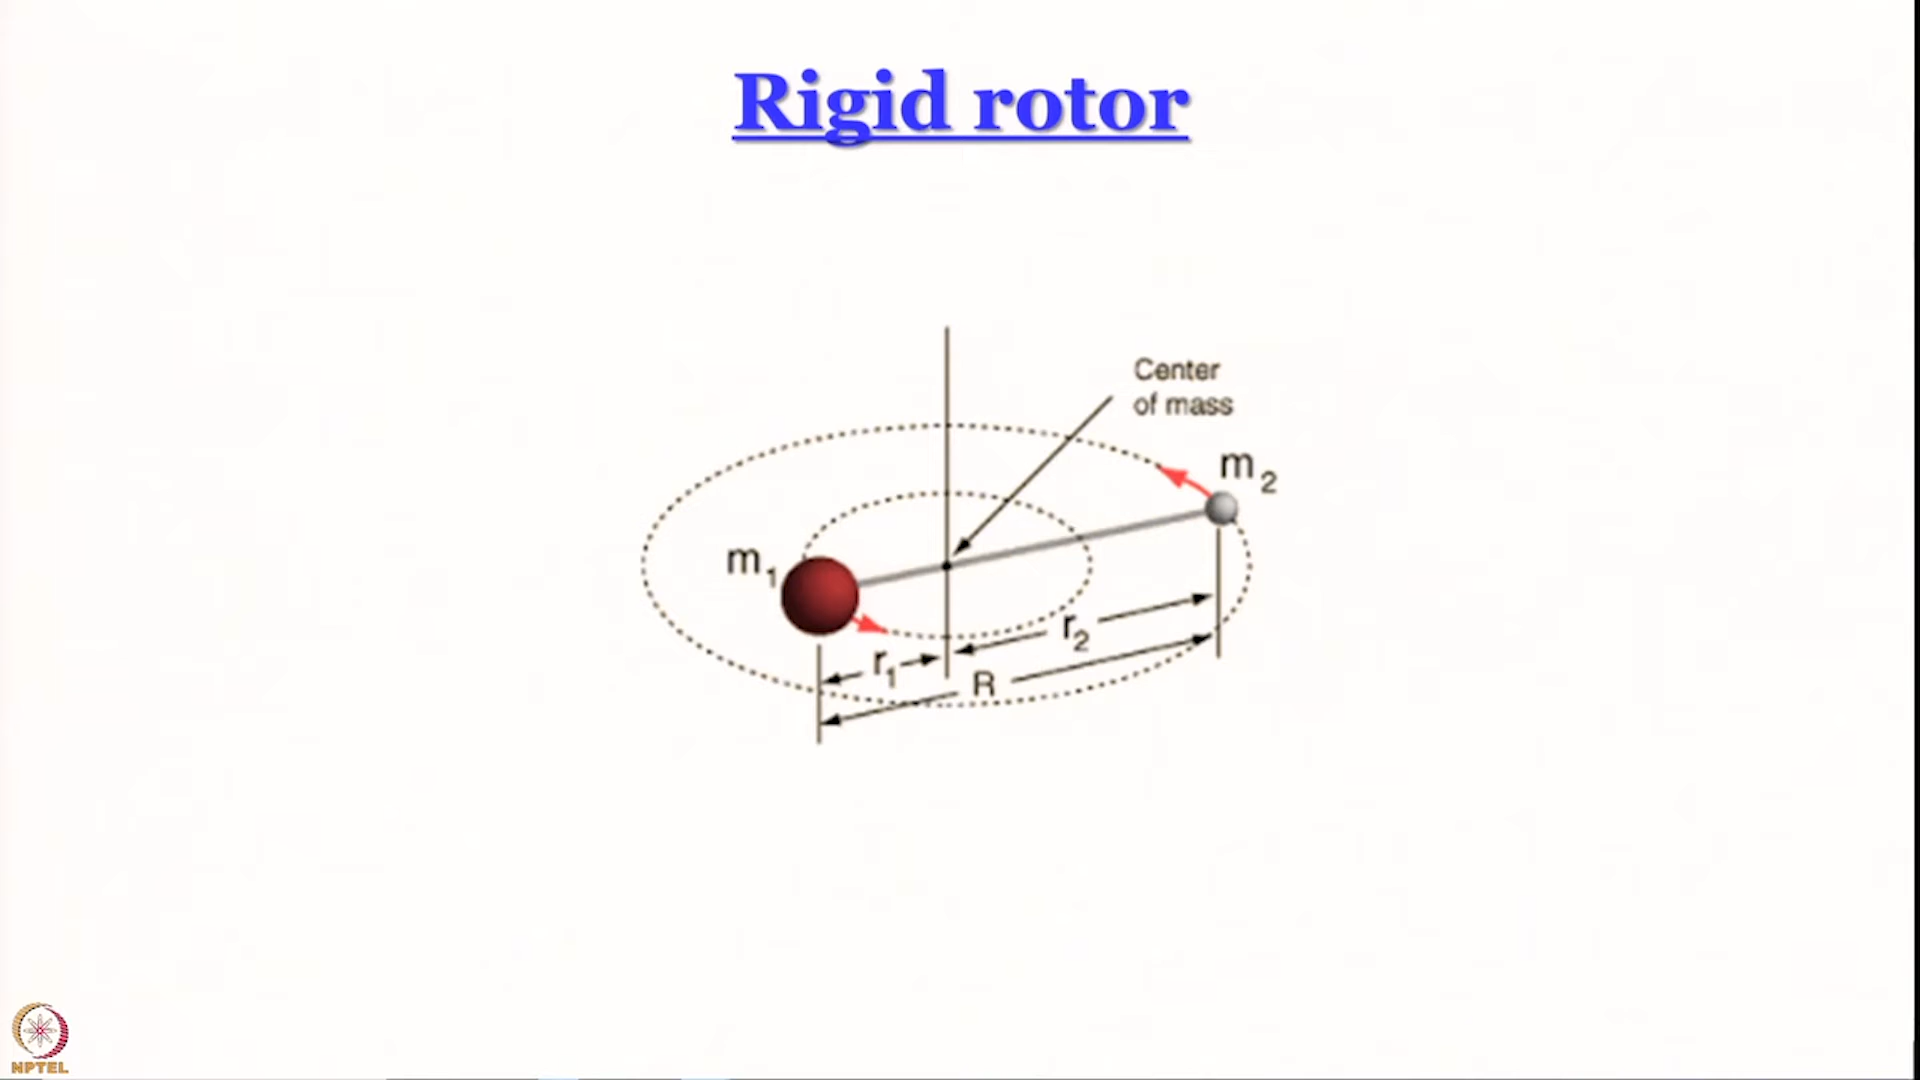 Rigid rotor
Center
of mass
m₂
m₁
r₂
r₁
R
NPTEL